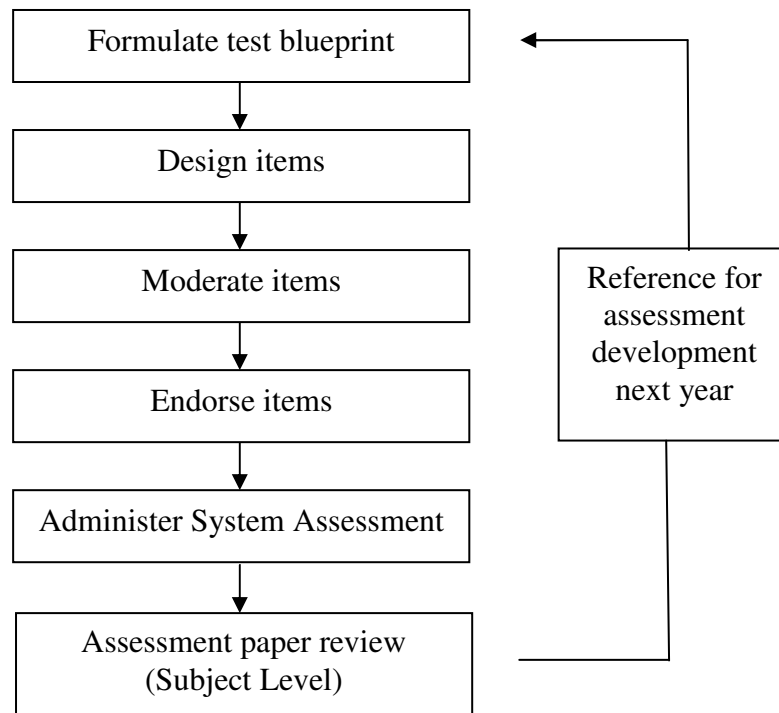 Formulate test blueprint
Design items
Moderate items
Endorse items
Administer System Assessment
Assessment paper review
(Subject Level)
Reference for
assessment
development
next year